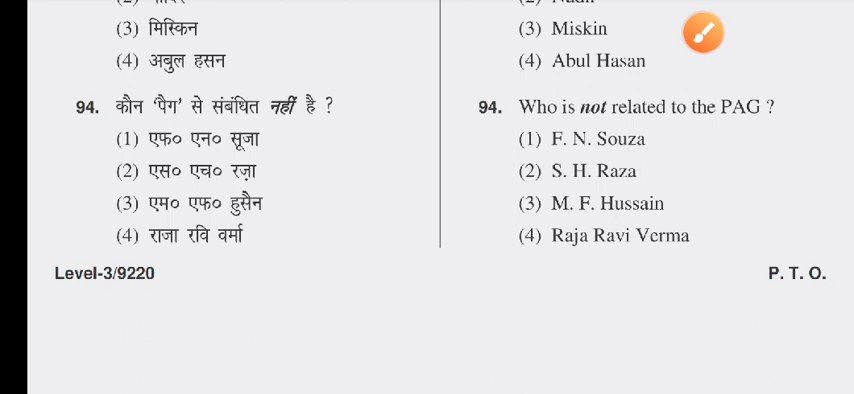 (3) मिस्किन
(4) अबुल हसन
94. कौन ‘पैग’ से संबंधित नहीं है ?
(1) एफ० एन० सूजा
(2) एस० एच० रज़ा
(3) एम० एफ० हुसैन
(4) राजा रवि वर्मा
(3) Miskin
(4) Abul Hasan
94. Who is not related to the PAG ?
(1) F. N. Souza
(2) S. H. Raza
(3) M. F. Hussain
(4) Raja Ravi Verma
Level-3/9220
P. T. O.